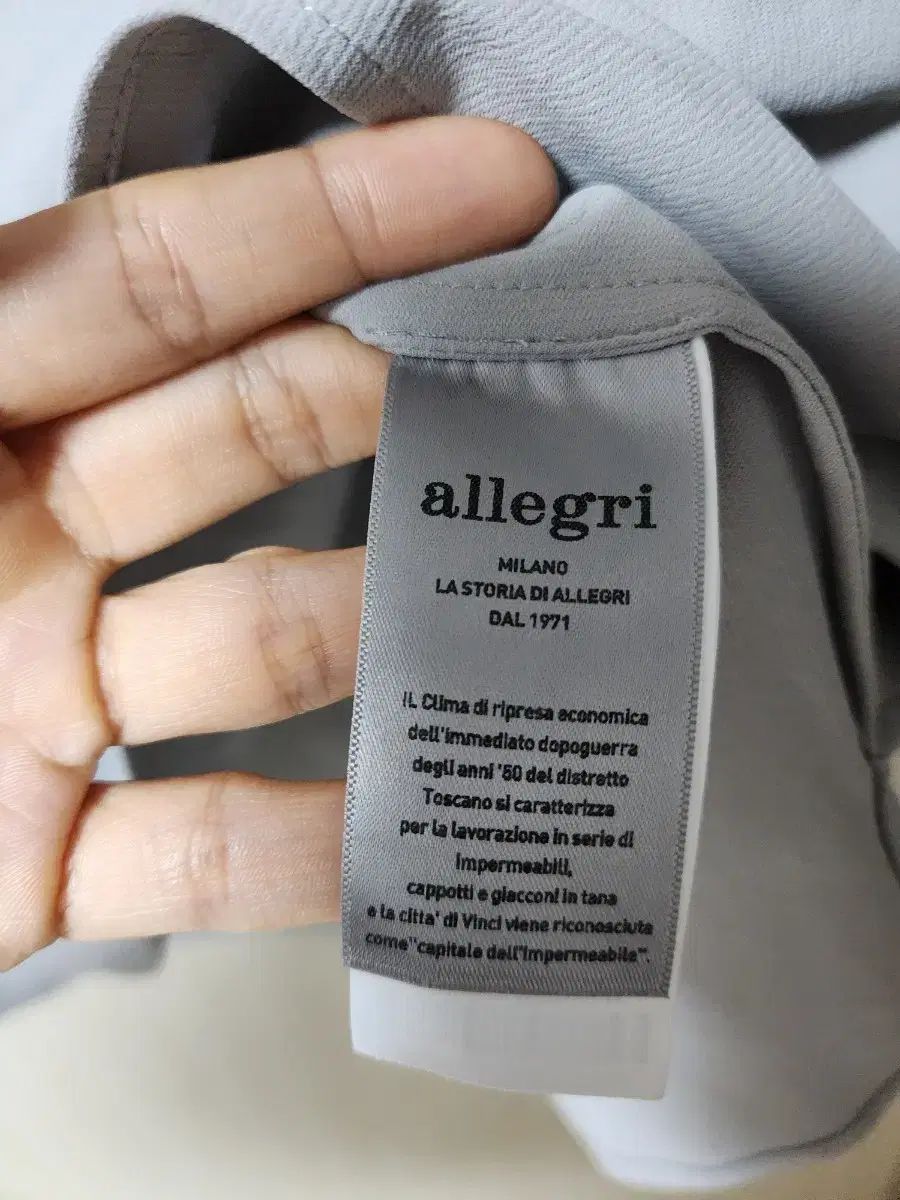 allegri
MILANO
LA STORIA DI ALLEGRI
DAL 1971
IL Clima di ripresa economica
dell'immediato dopoguerra
degli anni '50 del distretto
Toscano si caratterizza
per la lavorazione in serie di
impermeabili,
cappotti e giacconi in tana
e la citta' di Vinci viene riconosciuta
come"capitale dell'impermeabile".